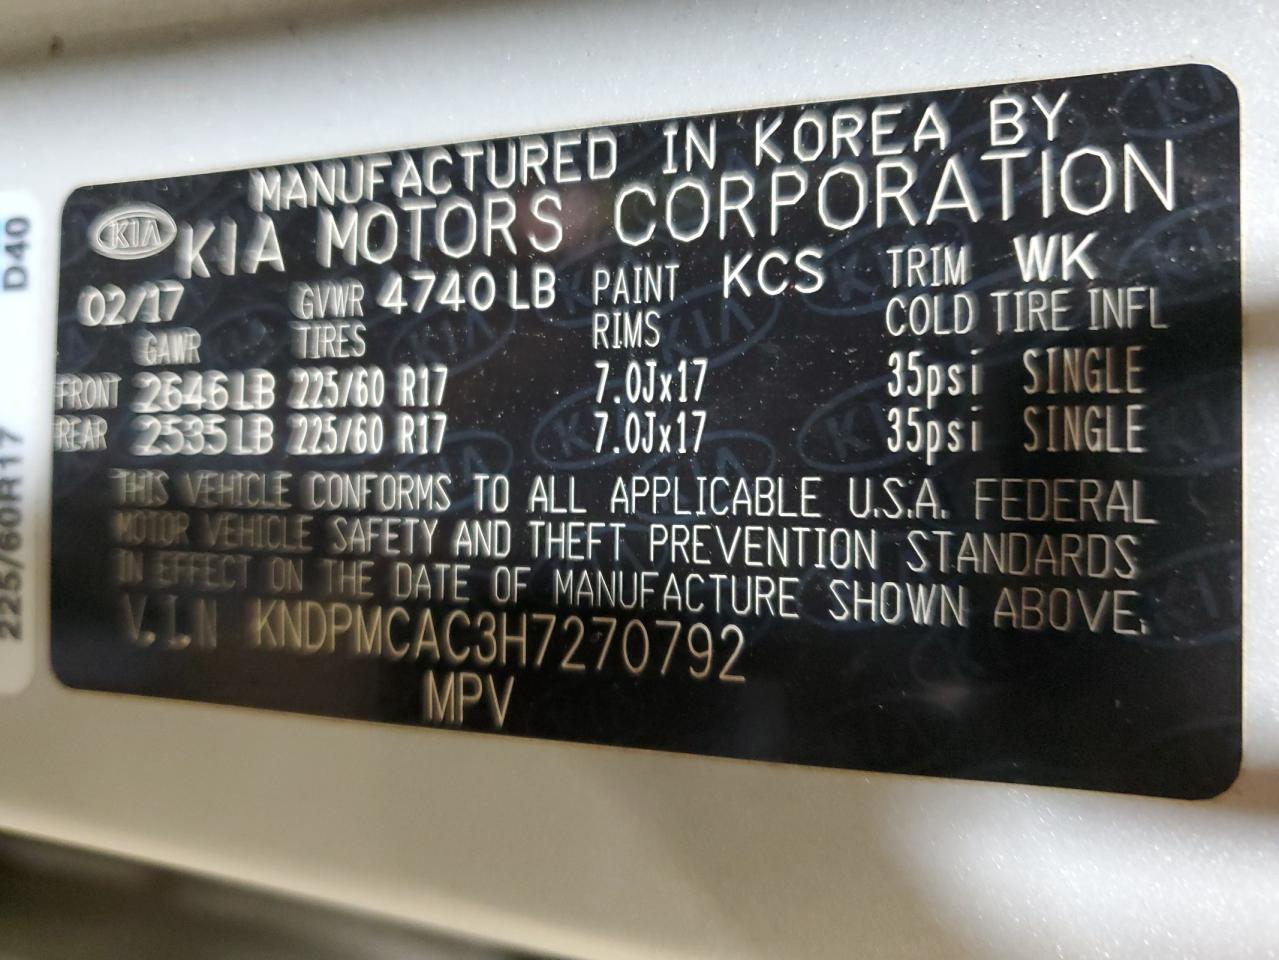 MANUFACTURED IN KOREA BY
KIA KIA MOTORS CORPORATION
02/17 GVWR 4740 LB PAINT KCS TRIM WK
GAWR TIRES RIMS COLD TIRE INFL
FRONT 2646 LB 225/60 R17 7.0Jx17 35psi SINGLE
REAR 2535 LB 225/60 R17 7.0Jx17 35psi SINGLE
THIS VEHICLE CONFORMS TO ALL APPLICABLE U.S.A. FEDERAL
MOTOR VEHICLE SAFETY AND THEFT PREVENTION STANDARDS
IN EFFECT ON THE DATE OF MANUFACTURE SHOWN ABOVE.
V.I.N KNDPMCAC3H7270792
MPV
225/60R17 D40